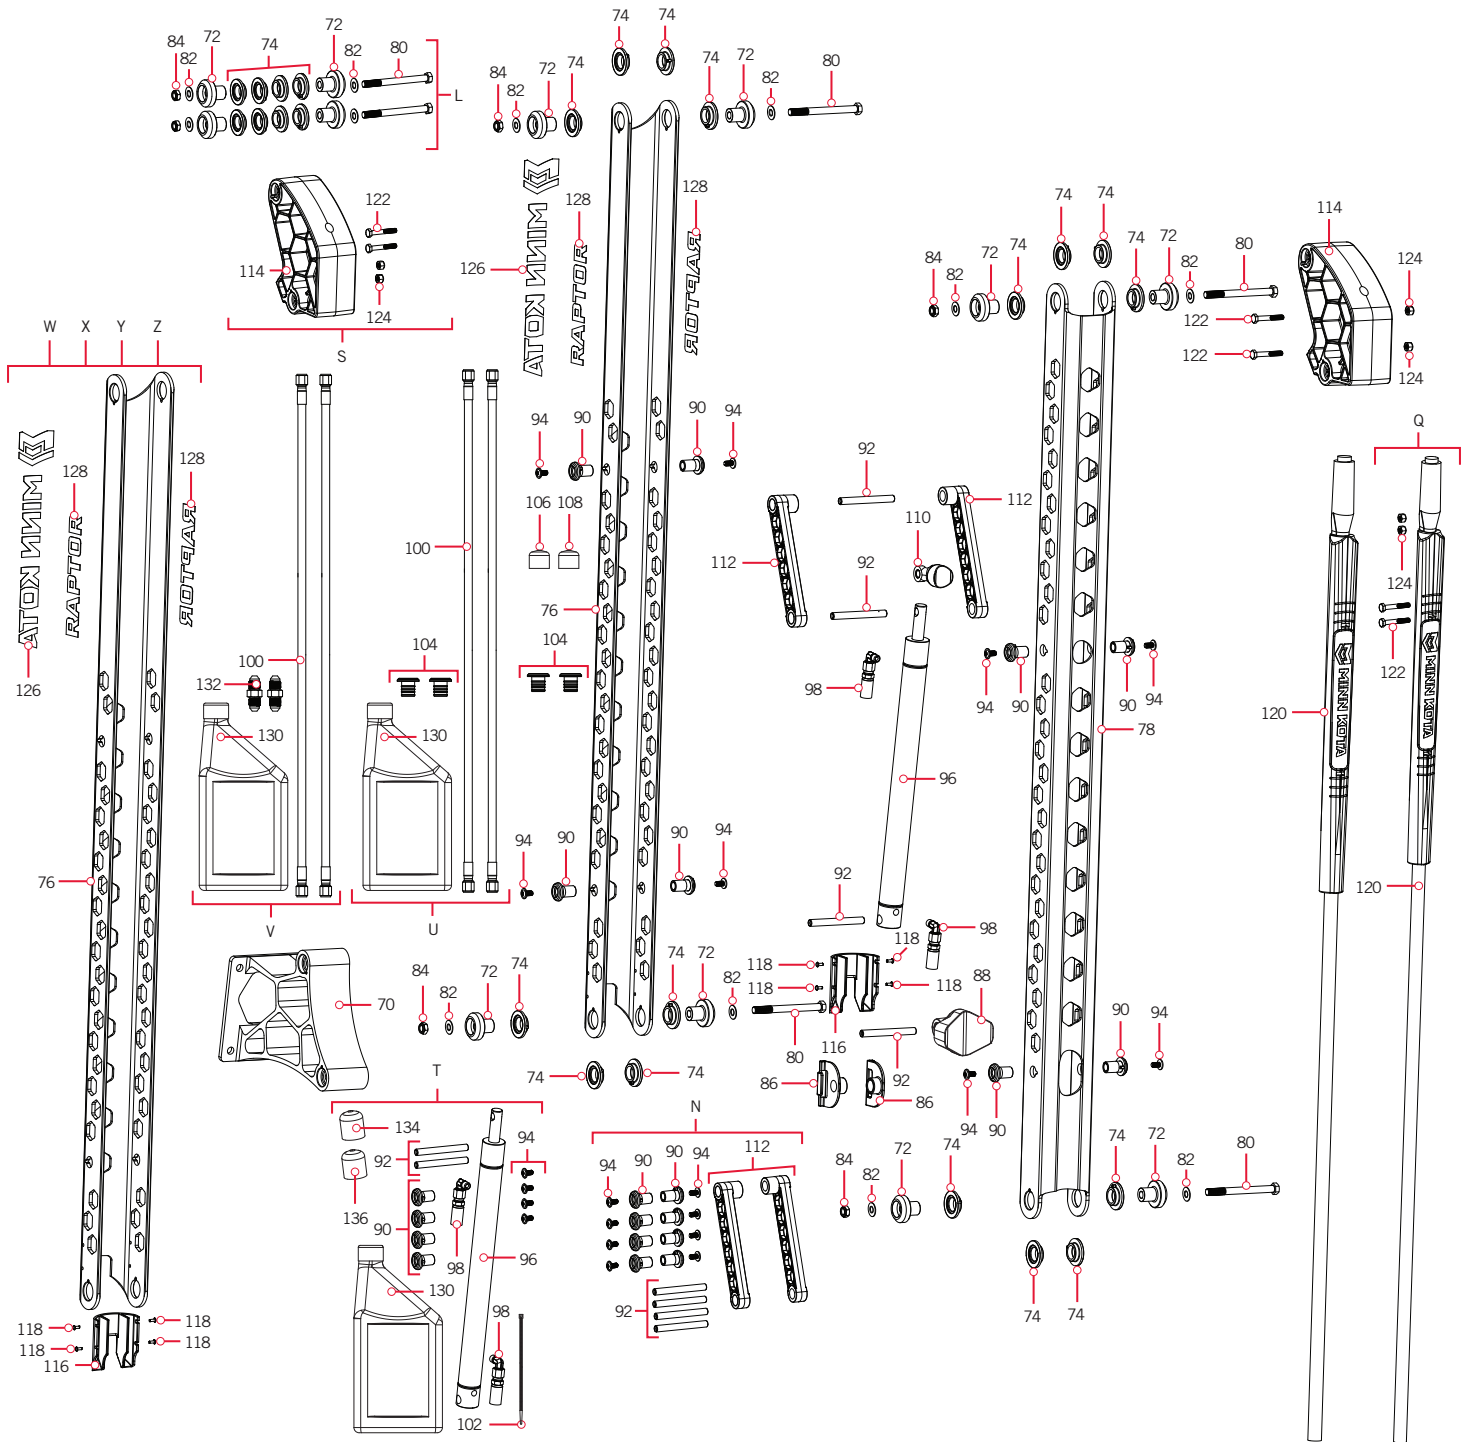 74 74
84 82 72 74 72 82 80
L
84 82 72 74
74 72 82 80
122
114
124
S
MINN KOTA
126
128
RAPTOR
128
RAPTOR
74 74
84 82 72 74
74 72 82 80
114
124
122
122
124
W X Y Z
MINN KOTA
128
RAPTOR
128
RAPTOR
126
100
132
130
V
100
104
130
U
94 90
90 94
106 108
76
104
92
112
110
112
92
98
96
94 90
90 94
78
Q
124
122
MINN KOTA
MINN KOTA
120
120
76
94 90
90 94
92
98
118 118
118 118
116
88
92
86
86
70
84 82 72 74
74 72 82 80
74 74
90 94
94 90
T
134
136
92
94
90
98
96
130
98
102
N
94 90 90 94
112
92
84 82 72 74
74 72 82 80
74 74
118 118
118 118
116